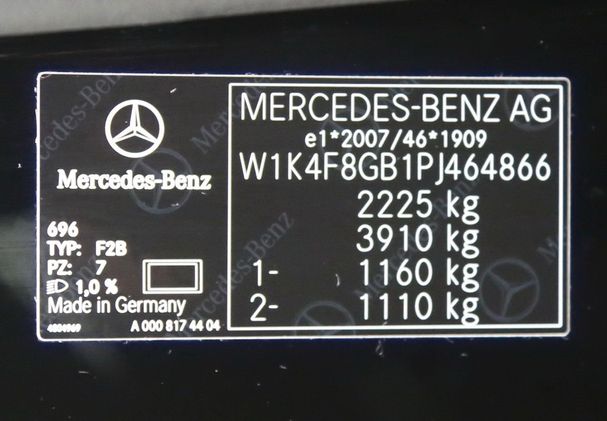 Mercedes-Benz
696
TYP: F2B
PZ: 7
1,0 %
Made in Germany
4884969
A 000 817 44 04
MERCEDES-BENZ AG
e1*2007/46*1909
W1K4F8GB1PJ464866
2225 kg
3910 kg
1- 1160 kg
2- 1110 kg